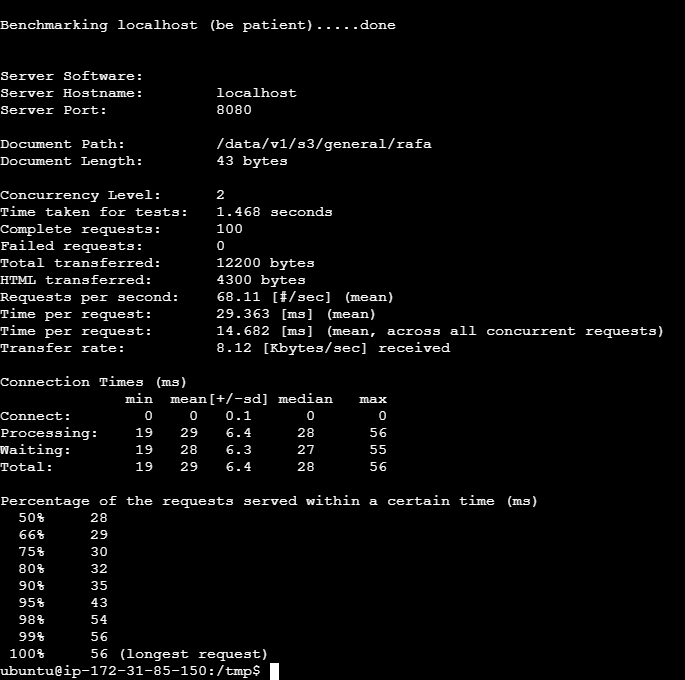 Benchmarking localhost (be patient).....done
Server Software:
Server Hostname:        localhost
Server Port:            8080
Document Path:          /data/v1/s3/general/rafa
Document Length:        43 bytes
Concurrency Level:      2
Time taken for tests:   1.468 seconds
Complete requests:      100
Failed requests:        0
Total transferred:      12200 bytes
HTML transferred:       4300 bytes
Requests per second:    68.11 [#/sec] (mean)
Time per request:       29.363 [ms] (mean)
Time per request:       14.682 [ms] (mean, across all concurrent requests)
Transfer rate:          8.12 [Kbytes/sec] received
Connection Times (ms)
              min  mean[+/-sd] median   max
Connect:        0    0   0.1      0       0
Processing:    19   29   6.4     28      56
Waiting:       19   28   6.3     27      55
Total:         19   29   6.4     28      56
Percentage of the requests served within a certain time (ms)
  50%     28
  66%     29
  75%     30
  80%     32
  90%     35
  95%     43
  98%     54
  99%     56
 100%     56 (longest request)
ubuntu@ip-172-31-85-150:/tmp$